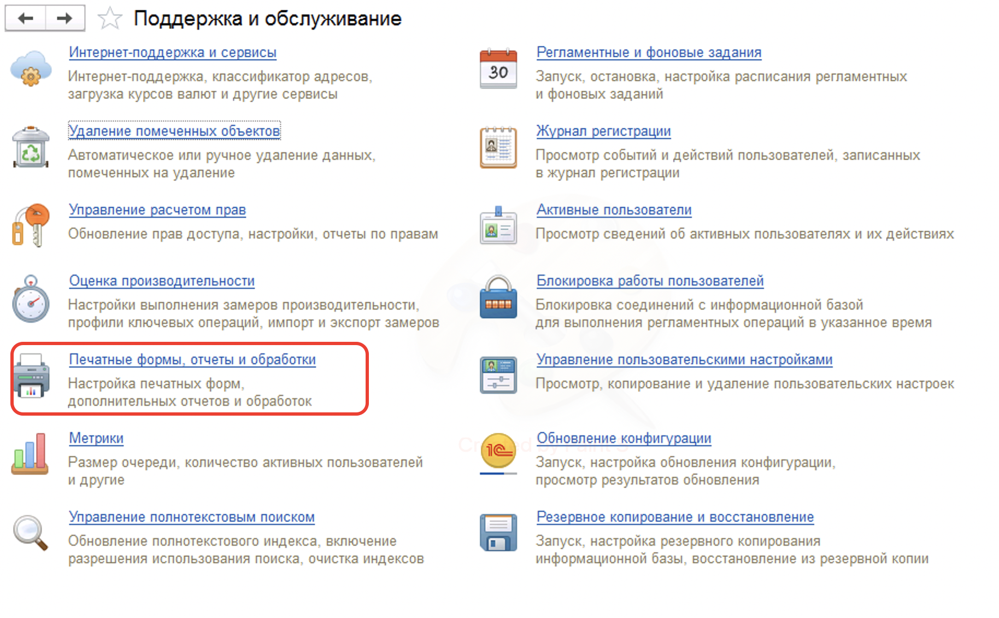 Поддержка и обслуживание
Интернет-поддержка и сервисы
Интернет-поддержка, классификатор адресов,
загрузка курсов валют и другие сервисы
Удаление помеченных объектов
Автоматическое или ручное удаление данных,
помеченных на удаление
Управление расчетом прав
Обновление прав доступа, настройки, отчеты по правам
Оценка производительности
Настройки выполнения замеров производительности,
профили ключевых операций, импорт и экспорт замеров
Печатные формы, отчеты и обработки
Настройка печатных форм,
дополнительных отчетов и обработок
Метрики
Размер очереди, количество активных пользователей
и другие
Управление полнотекстовым поиском
Обновление полнотекстового индекса, включение
разрешения использования поиска, очистка индексов
30
Регламентные и фоновые задания
Запуск, остановка, настройка расписания регламентных
и фоновых заданий
Журнал регистрации
Просмотр событий и действий пользователей, записанных
в журнал регистрации
Активные пользователи
Просмотр сведений об активных пользователях и их действиях
Блокировка работы пользователей
Блокировка соединений с информационной базой
для выполнения регламентных операций в указанное время
Управление пользовательскими настройками
Просмотр, копирование и удаление пользовательских настроек
1С
Обновление конфигурации
Запуск, настройка обновления конфигурации,
просмотр результатов обновления
Резервное копирование и восстановление
Запуск, настройка резервного копирования
информационной базы, восстановление из резервной копии